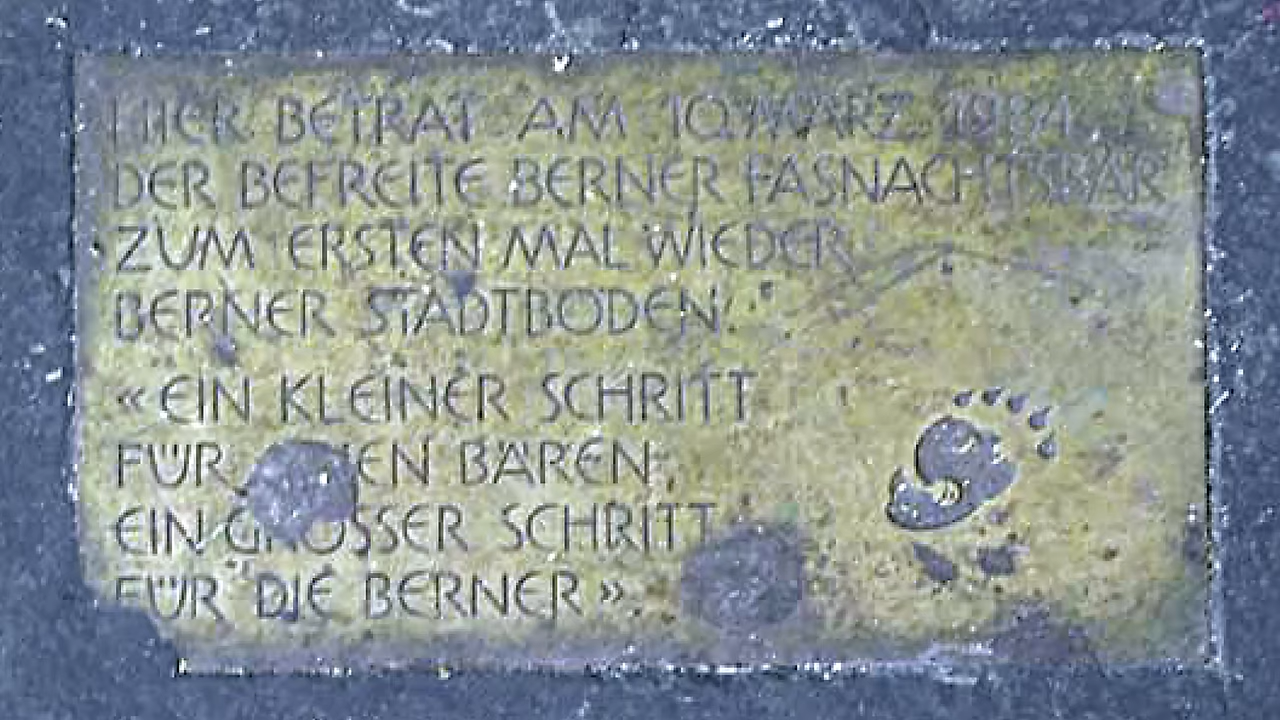 HIER BETRAT AM 10. MÄRZ 1984
DER BEFREITE BERNER FASNACHTSBÄR
ZUM ERSTEN MAL WIEDER
BERNER STADTBODEN.
«EIN KLEINER SCHRITT
FÜR BÄREN,
EIN GROSSER SCHRITT
FÜR DIE BERNER».